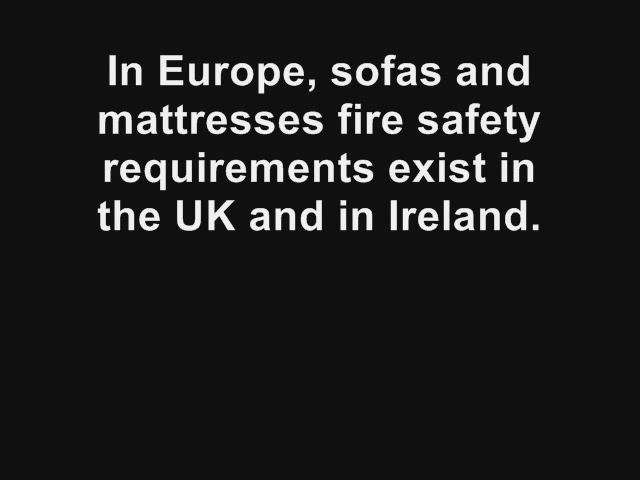 In Europe, sofas and
mattresses fire safety
requirements exist in
the UK and in Ireland.